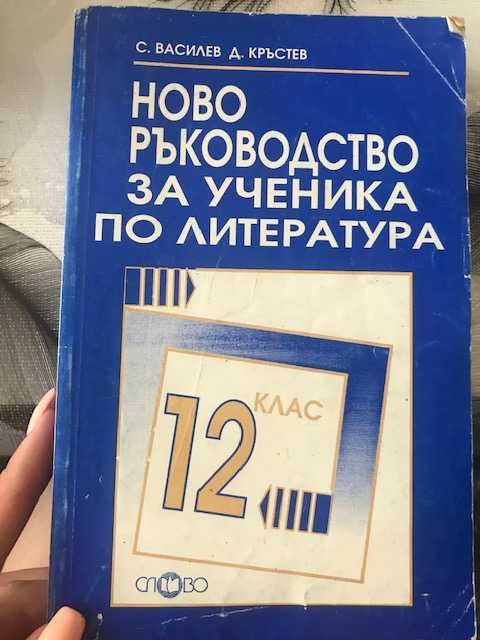 С. ВАСИЛЕВ Д. КРЪСТЕВ
НОВО
РЪКОВОДСТВО
ЗА УЧЕНИКА
ПО ЛИТЕРАТУРА
12 КЛАС
СЛОВО